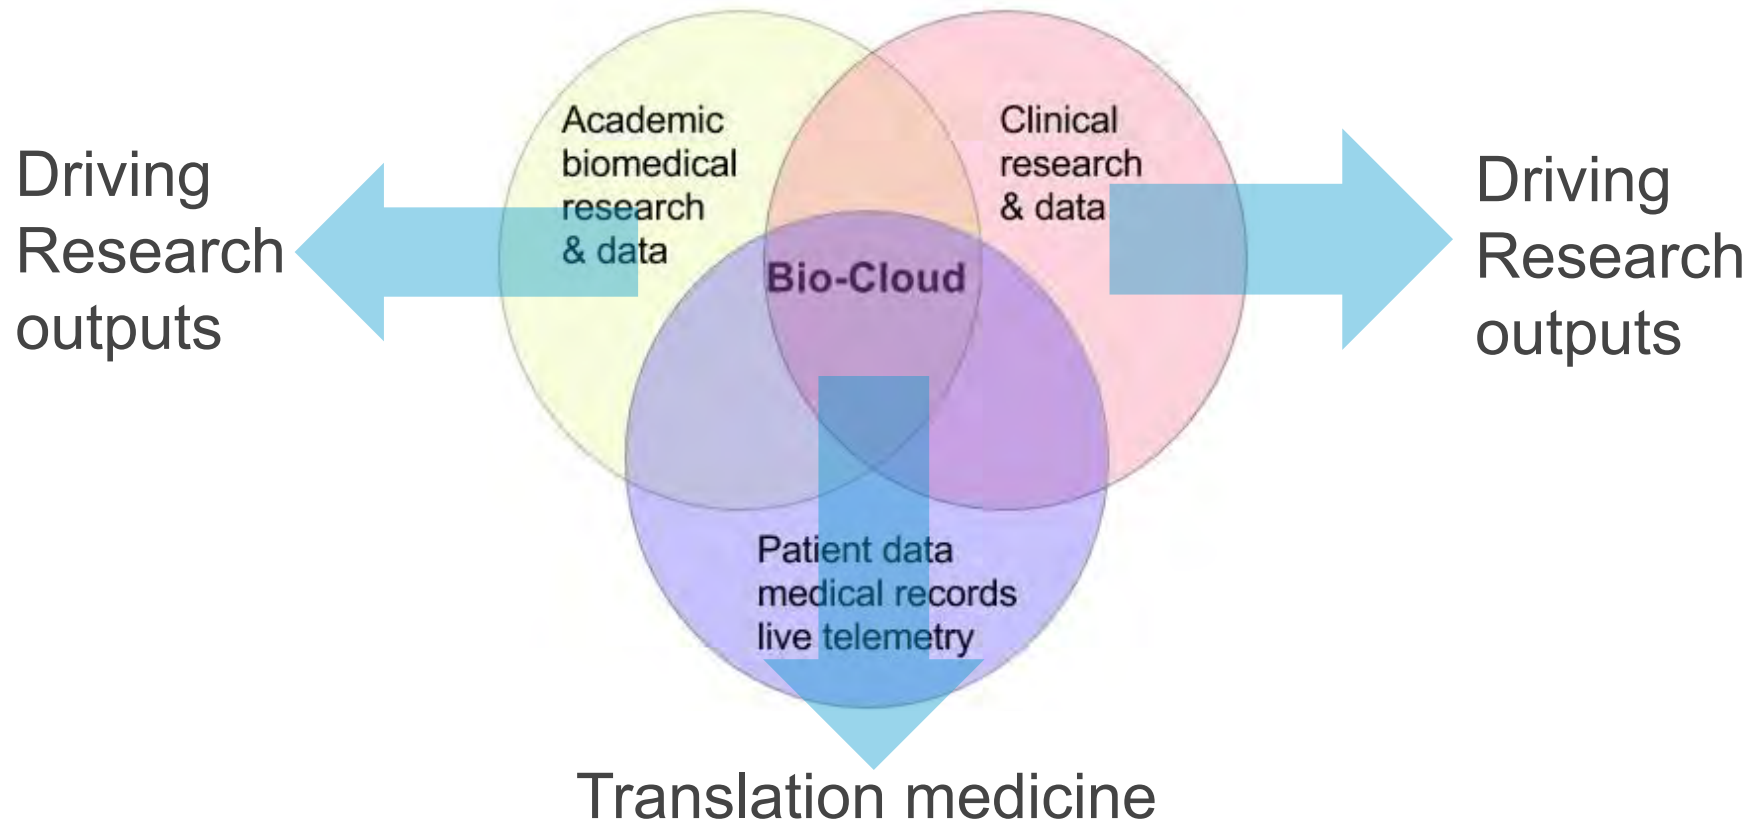 Driving
Research
outputs
Academic
biomedical
research
& data
Clinical
research
& data
Driving
Research
outputs
Bio-Cloud
Patient data
medical records
live telemetry
Translation medicine